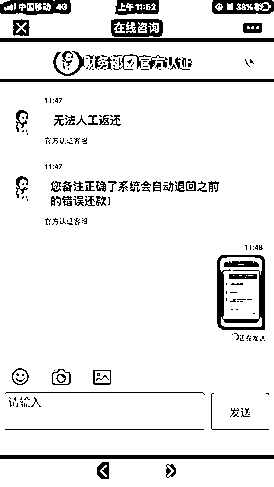 中国移动 4G 上午11:52 38%
在线咨询
财务部 官方认证
11:47
无法人工返还
官方认证客服
11:47
您备注正确了系统会自动退回之前
的错误还款!
官方认证客服
11:48
正在发送
请输入
发送